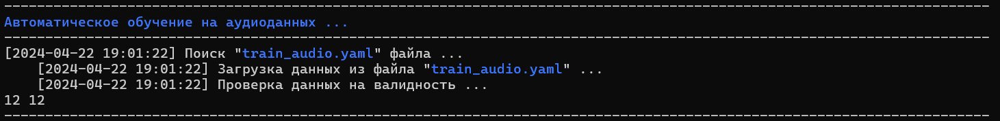 Автоматическое обучение на аудиоданных ...
[2024-04-22 19:01:22] Поиск "train_audio.yaml" файла ...
[2024-04-22 19:01:22] Загрузка данных из файла "train_audio.yaml" ...
[2024-04-22 19:01:22] Проверка данных на валидность ...
12 12